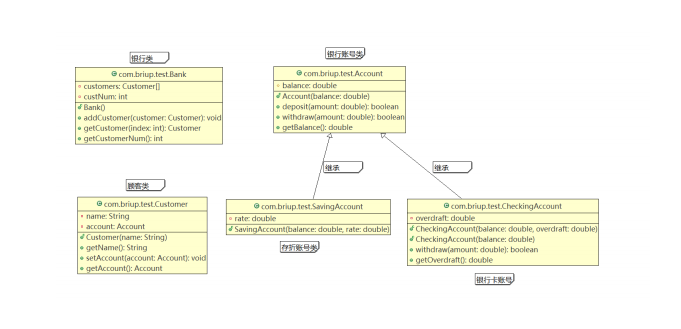 银行类
com.briup.test.Bank
customers: Customer[]
custNum: int
Bank()
addCustomer(customer: Customer): void
getCustomer(index: int): Customer
getCustomerNum(): int
银行账号类
com.briup.test.Account
balance: double
Account(balance: double)
deposit(amount: double): boolean
withdraw(amount: double): boolean
getBalance(): double
继承
继承
顾客类
com.briup.test.Customer
name: String
account: Account
Customer(name: String)
getName(): String
setAccount(account: Account): void
getAccount(): Account
com.briup.test.SavingAccount
rate: double
SavingAccount(balance: double, rate: double)
存折账号类
com.briup.test.CheckingAccount
overdraft: double
CheckingAccount(balance: double, overdraft: double)
CheckingAccount(balance: double)
withdraw(amount: double): boolean
getOverdraft(): double
银行卡账号